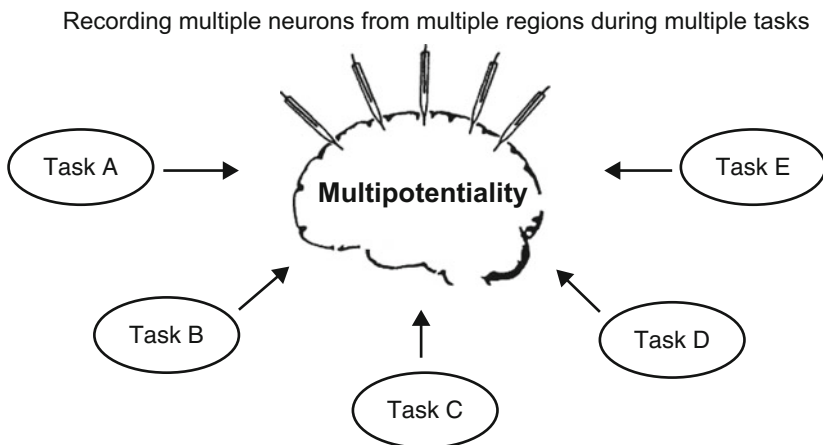 Recording multiple neurons from multiple regions during multiple tasks
Task A
Multipotentiality
Task E
Task B
Task D
Task C